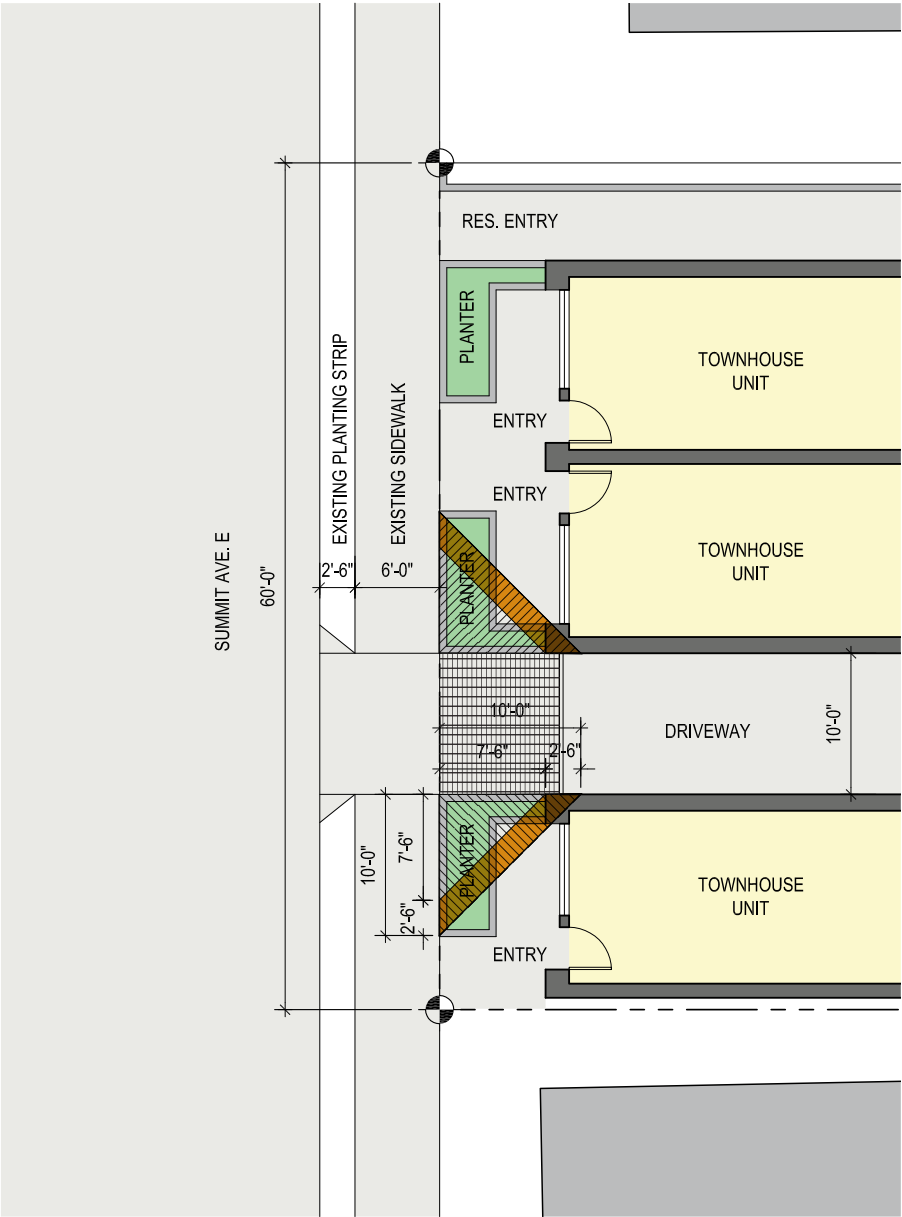 RES. ENTRY
PLANTER
TOWNHOUSE
UNIT
EXISTING PLANTING STRIP
EXISTING SIDEWALK
ENTRY
ENTRY
SUMMIT AVE. E
60'-0"
2'-6"
6'-0"
PLANTER
TOWNHOUSE
UNIT
10'-0"
7'-6"
2'-6"
DRIVEWAY
10'-0"
10'-0"
7'-6"
2'-6"
PLANTER
TOWNHOUSE
UNIT
ENTRY